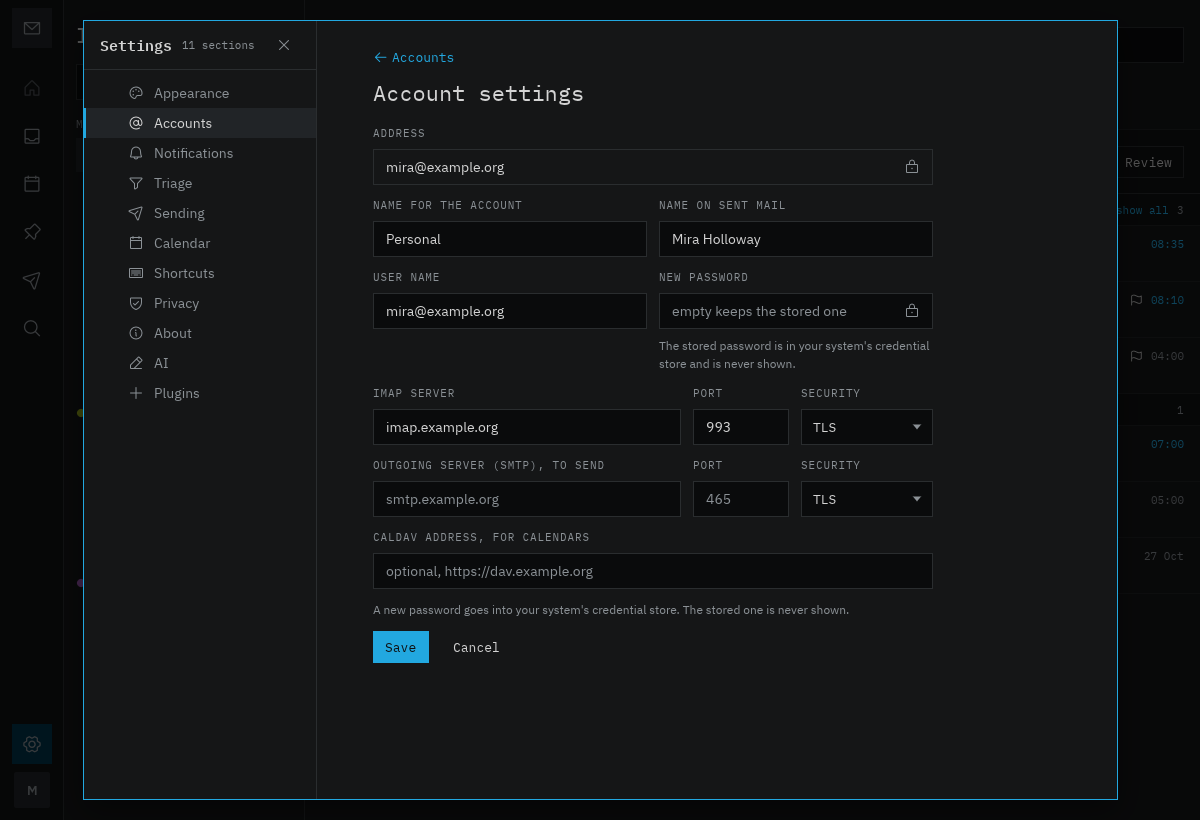 Settings 11 sections
Appearance
Accounts
Notifications
Triage
Sending
Calendar
Shortcuts
Privacy
About
AI
Plugins
← Accounts
Account settings
ADDRESS
mira@example.org
NAME FOR THE ACCOUNT NAME ON SENT MAIL
Personal Mira Holloway
USER NAME NEW PASSWORD
mira@example.org empty keeps the stored one
The stored password is in your system's credential
store and is never shown.
IMAP SERVER PORT SECURITY
imap.example.org 993 TLS
OUTGOING SERVER (SMTP), TO SEND PORT SECURITY
smtp.example.org 465 TLS
CALDAV ADDRESS, FOR CALENDARS
optional, https://dav.example.org
A new password goes into your system's credential store. The stored one is never shown.
Save Cancel
Review
show all 3
08:35
08:10
04:00
1
07:00
05:00
27 Oct
M